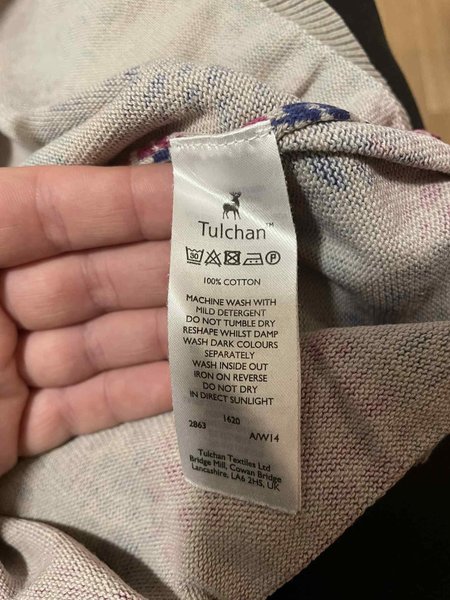 Tulchan™
30 P
100% COTTON
MACHINE WASH WITH
MILD DETERGENT
DO NOT TUMBLE DRY
RESHAPE WHILST DAMP
WASH DARK COLOURS
SEPARATELY
WASH INSIDE OUT
IRON ON REVERSE
DO NOT DRY
IN DIRECT SUNLIGHT
2863 1620 A/W14
Tulchan Textiles Ltd
Bridge Mill, Cowan Bridge
Lancashire, LA6 2HS, UK